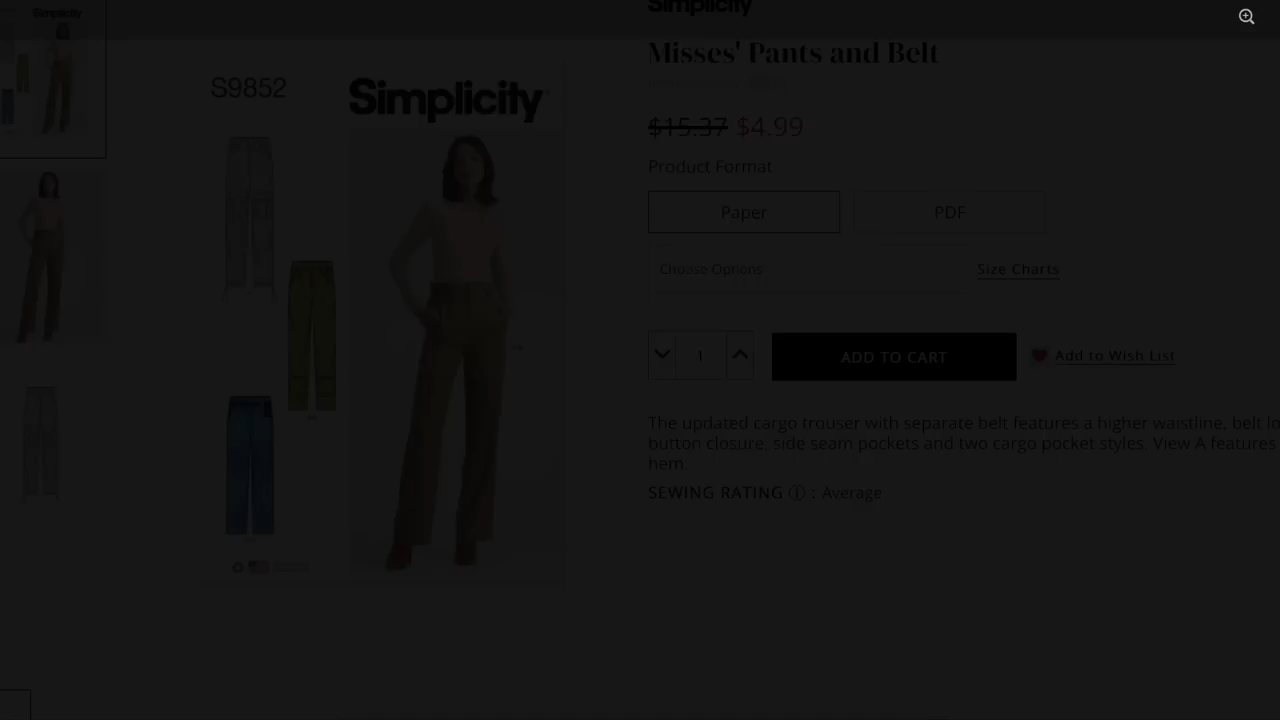 Simplicity
Simplicity
Misses' Pants and Belt
S9852
Simplicity
$15.37 $4.99
Product Format
Paper
PDF
Choose Options
Size Charts
1
ADD TO CART
Add to Wish List
The updated cargo trouser with separate belt features a higher waistline, belt
button closure, side seam pockets and two cargo pocket styles. View A features
hem.
SEWING RATING ⓘ : Average